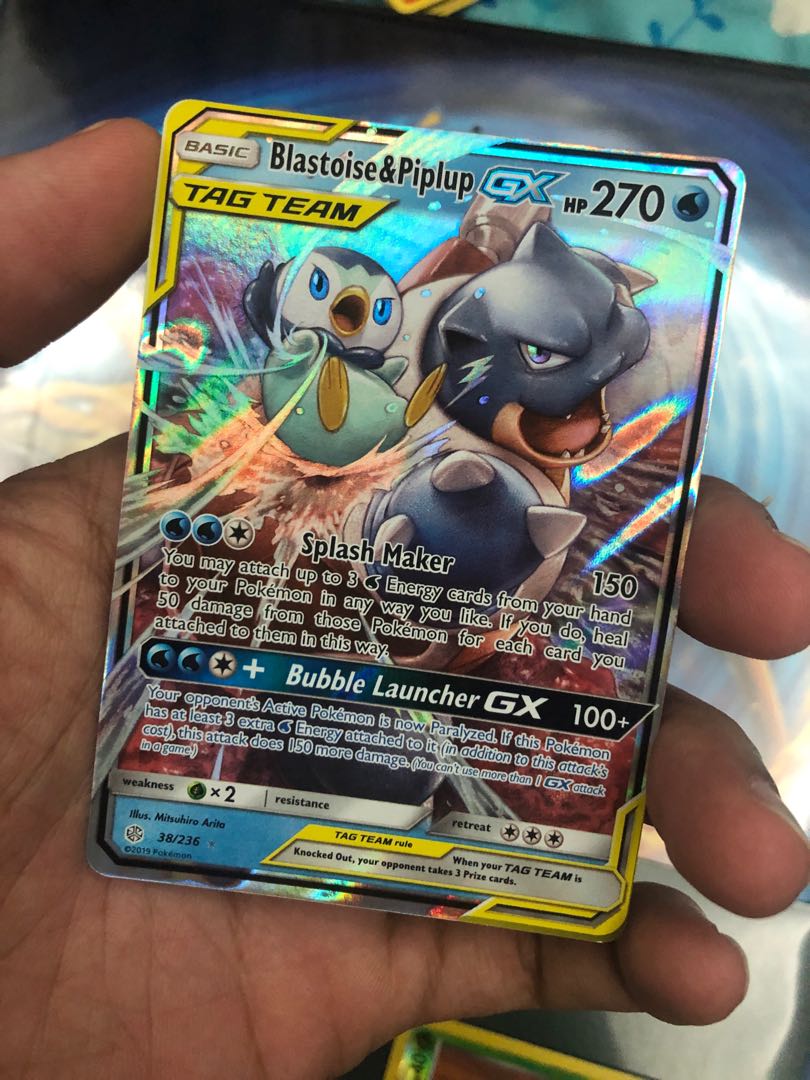 BASIC
Blastoise&Piplup GX HP 270
TAG TEAM
Splash Maker 150
You may attach up to 3 Energy cards from your hand
to your Pokémon in any way you like. If you do, heal
50 damage from those Pokémon for each card you
attached to them in this way.
+ Bubble Launcher GX 100+
Your opponent's Active Pokémon is now Paralyzed. If this Pokémon
has at least 3 extra Energy attached to it (in addition to this attack's
cost), this attack does 150 more damage. (You can't use more than 1 GX attack
in a game.)
weakness ×2 resistance
retreat
Illus. Mitsuhiro Arita
38/236
©2019 Pokémon
TAG TEAM rule
When your TAG TEAM is
Knocked Out, your opponent takes 3 Prize cards.